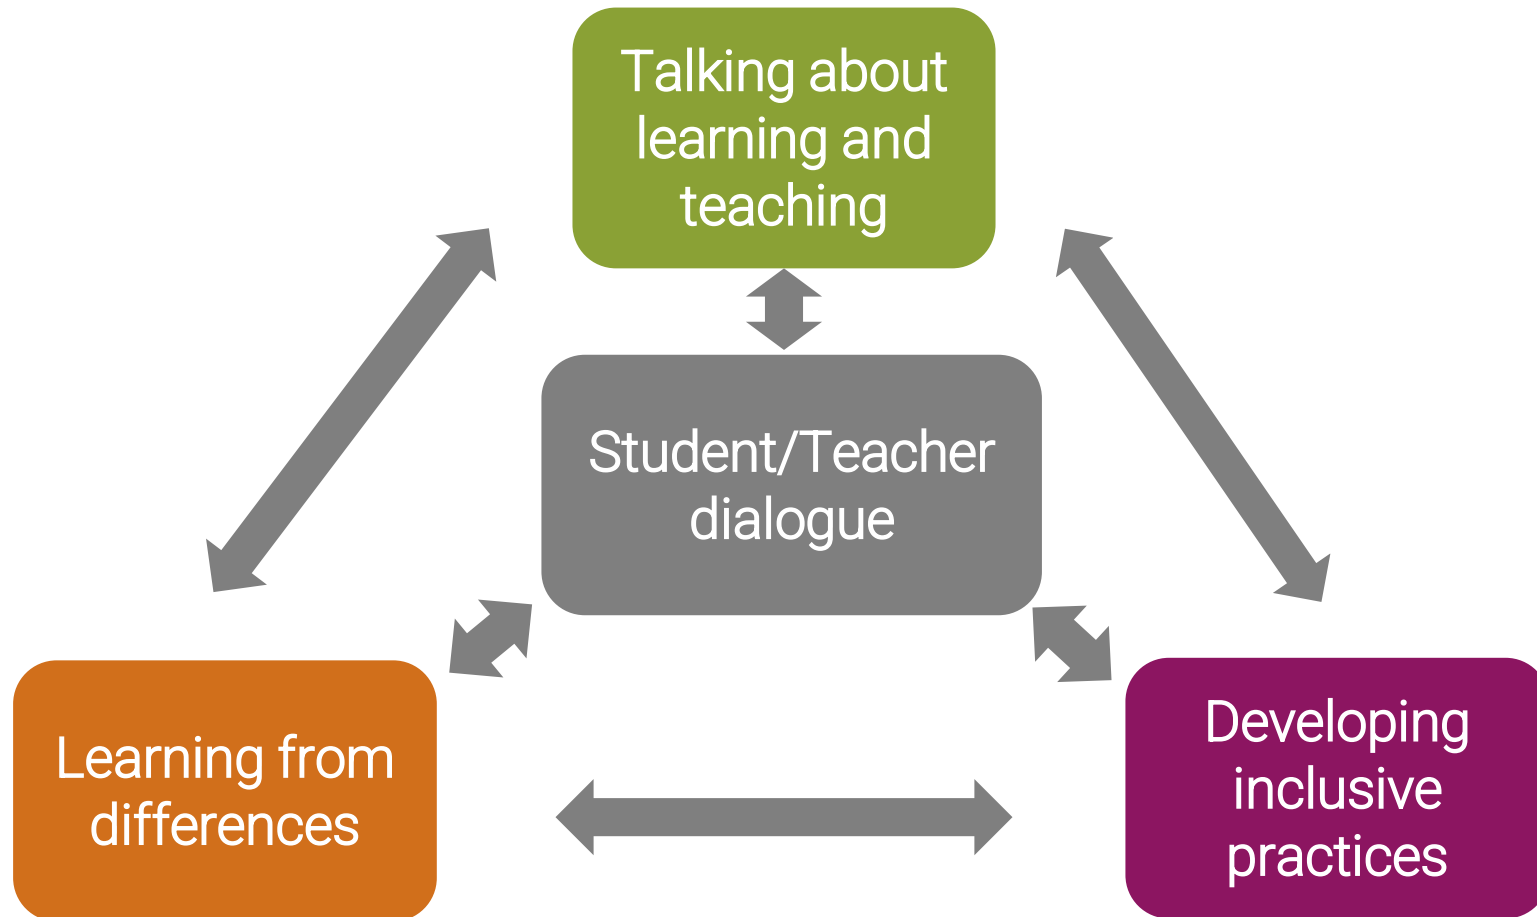 Talking about
learning and
teaching
Student/Teacher
dialogue
Learning from
differences
Developing
inclusive
practices